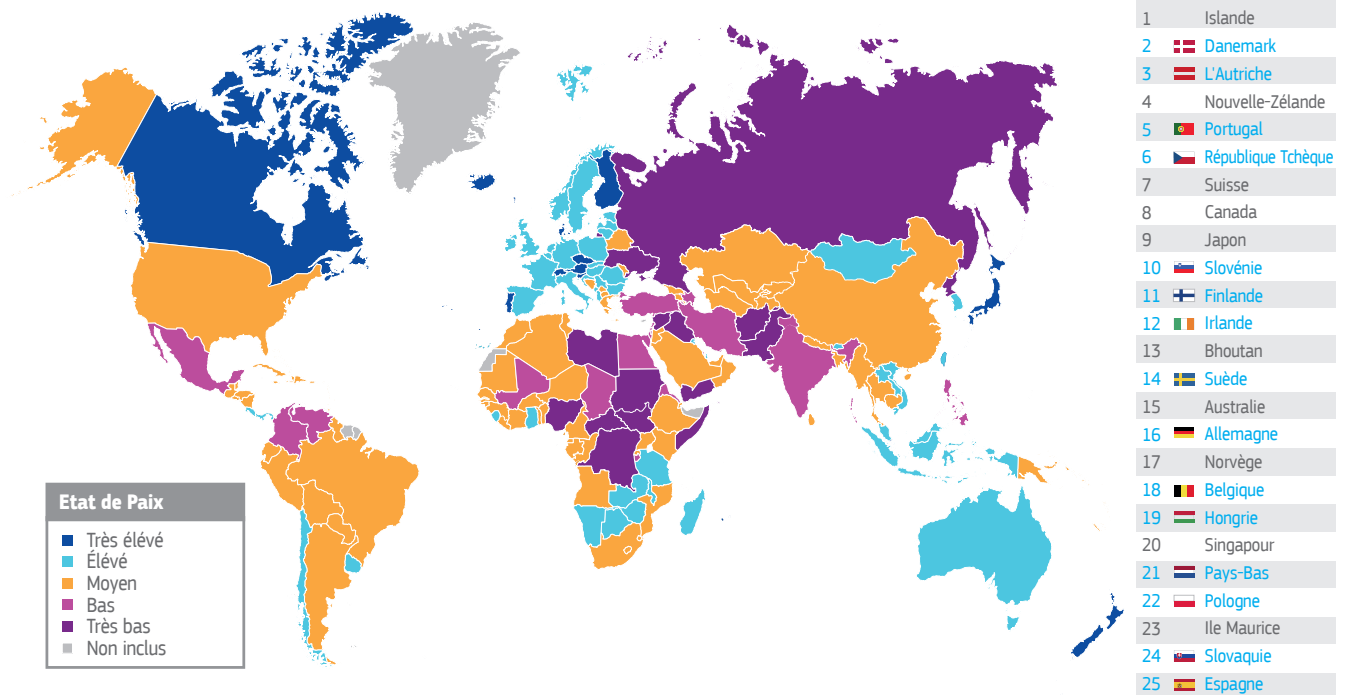 Etat de Paix
Très élévé
Élévé
Moyen
Bas
Très bas
Non inclus
1 Islande
2 Danemark
3 L'Autriche
4 Nouvelle-Zélande
5 Portugal
6 République Tchèque
7 Suisse
8 Canada
9 Japon
10 Slovénie
11 Finlande
12 Irlande
13 Bhoutan
14 Suède
15 Australie
16 Allemagne
17 Norvège
18 Belgique
19 Hongrie
20 Singapour
21 Pays-Bas
22 Pologne
23 Ile Maurice
24 Slovaquie
25 Espagne